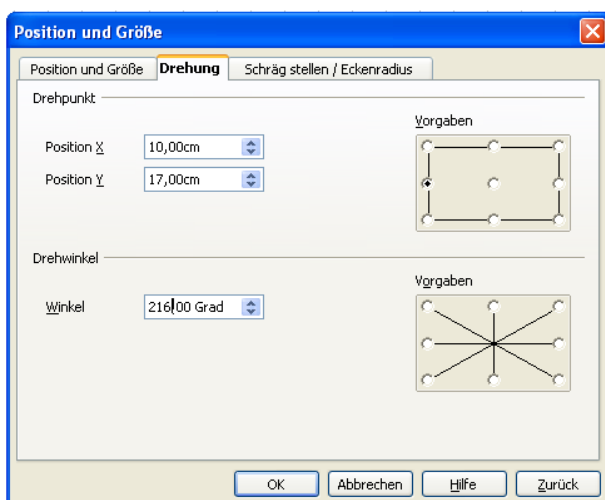 Position und Größe
Position und Größe Drehung Schräg stellen / Eckenradius
Drehpunkt
Vorgaben
Position X 10,00cm
Position Y 17,00cm
Drehwinkel
Vorgaben
Winkel 216,00 Grad
OK Abbrechen Hilfe Zurück